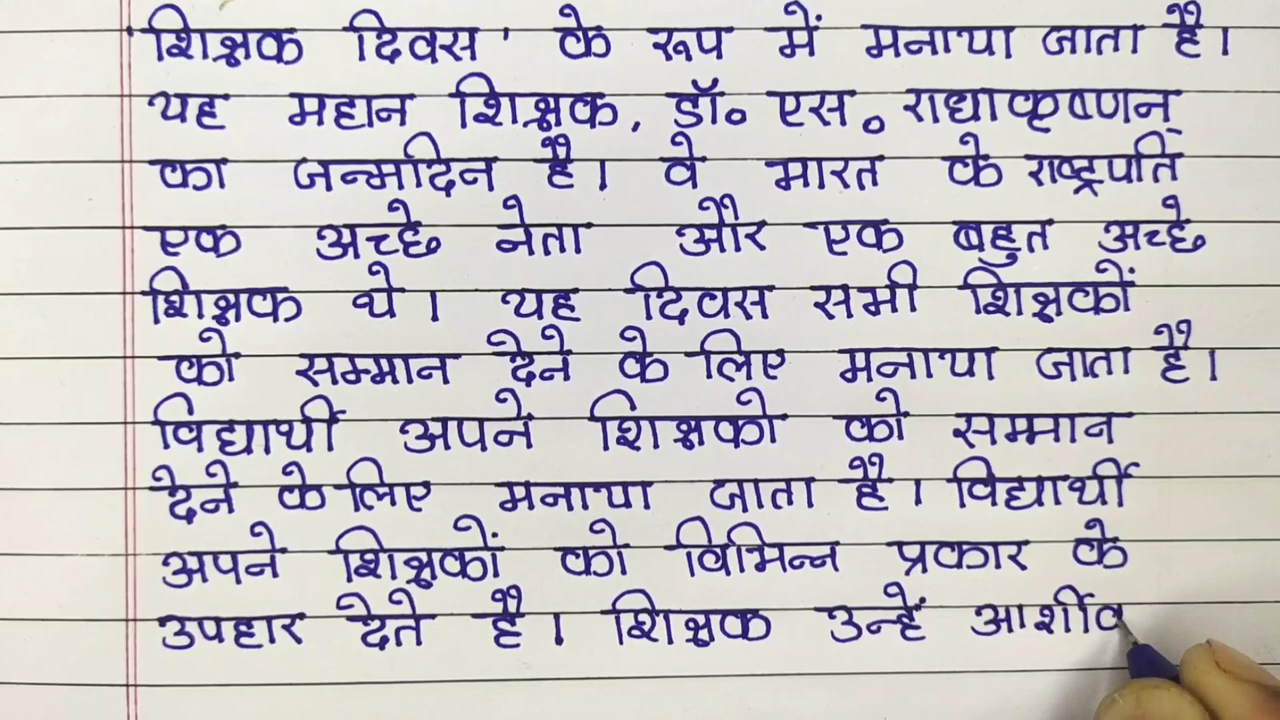 'शिक्षक दिवस' के रूप में मनाया जाता है।
यह महान शिक्षक, डॉ॰ एस॰ राधाकृष्णन्
का जन्मदिन है। वे भारत के राष्ट्रपति
एक अच्छे नेता और एक बहुत अच्छे
शिक्षक थे। यह दिवस सभी शिक्षकों
को सम्मान देने के लिए मनाया जाता है।
विद्यार्थी अपने शिक्षको को सम्मान
देने के लिए मनाया जाता है। विद्यार्थी
अपने शिक्षकों को विभिन्न प्रकार के
उपहार देते है। शिक्षक उन्हें आर्शीव